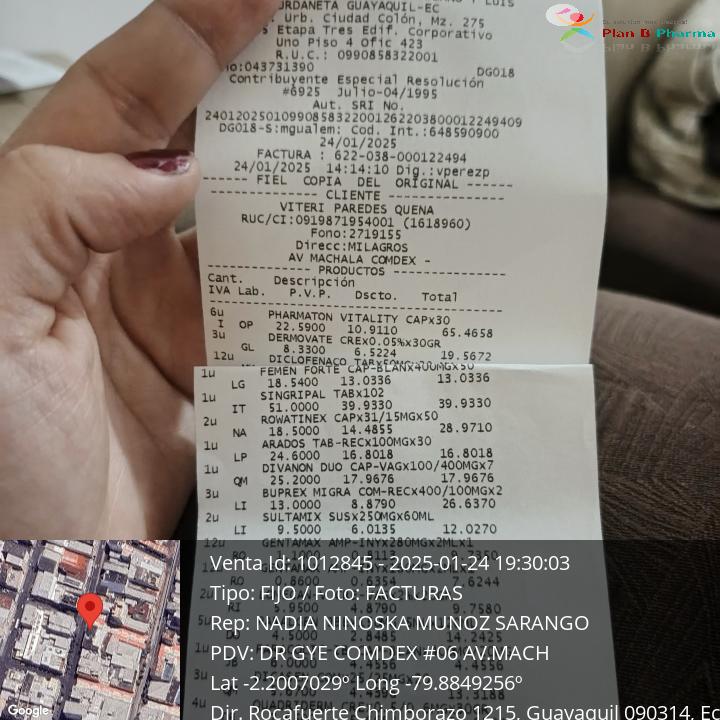 URDANETA GUAYAQUIL-EC
Urb. Ciudad Colón, Mz. 275
Etapa Tres Edif. Corporativo
Uno Piso 4 Ofic 423
R.U.C.: 0990858322001
DG018
:043731390
Contribuyente Especial Resolución
#6925 Julio-04/1995
Aut. SRI No.
2401202501099085832200126220380001224940­9
DG018-S:mgualem: Cod. Int.:648590900
24/01/2025
FACTURA : 622-038-000122494
24/01/2025 14:14:10 Dig.:vperezp
------ FIEL COPIA DEL ORIGINAL ------
CLIENTE
VITERI PAREDES QUENA
RUC/CI:0919871954001 (1618960)
Fono:2719155
Direcc:MILAGROS
AV MACHALA COMDEX -
PRODUCTOS
Cant. Descripción
IVA Lab. P.V.P. Dscto. Total
6u PHARMATON VITALITY CAPx30
I OP 22.5900 10.9110 65.4658
3u DERMOVATE CREx0.05%x30GR
GL 8.3300 6.5224 19.5672
12u DICLOFENACO
1u FEMEN FORTE CAP-BLANx400MGx50
LG 18.5400 13.0336 13.0336
1u SINGRIPAL TABx102
IT 51.0000 39.9330 39.9330
2u ROWATINEX CAPx31/15MGx50
NA 18.5000 14.4855 28.9710
1u ARADOS TAB-RECx100MGx30
LP 24.6000 16.8018 16.8018
1u DIVANON DUO CAP-VAGx100/400MGx7
QM 25.2000 17.9676 17.9676
3u BUPREX MIGRA COM-RECx400/100MGx2
LI 13.0000 8.8790 26.6370
2u SULTAMIX SUSx250MGx60ML
LI 9.5000 6.0135 12.0270
12u GENTAMAX AMP-INYx280MGx2MLx1
RO 0.8600 0.6354 7.6244
RI 5.9500 4.8790 9.7580
4.5000 2.8485 14.2425
4u
Plan B Pharma
Venta Id: 1012845 - 2025-01-24 19:30:03
Tipo: FIJO / Foto: FACTURAS
Rep: NADIA NINOSKA MUNOZ SARANGO
PDV: DR GYE COMDEX #06 AV.MACH
Lat -2.2007029º Long -79.8849256º
Dir. Rocafuerte Chimborazo 1215, Guayaquil 090314, Ec
Google